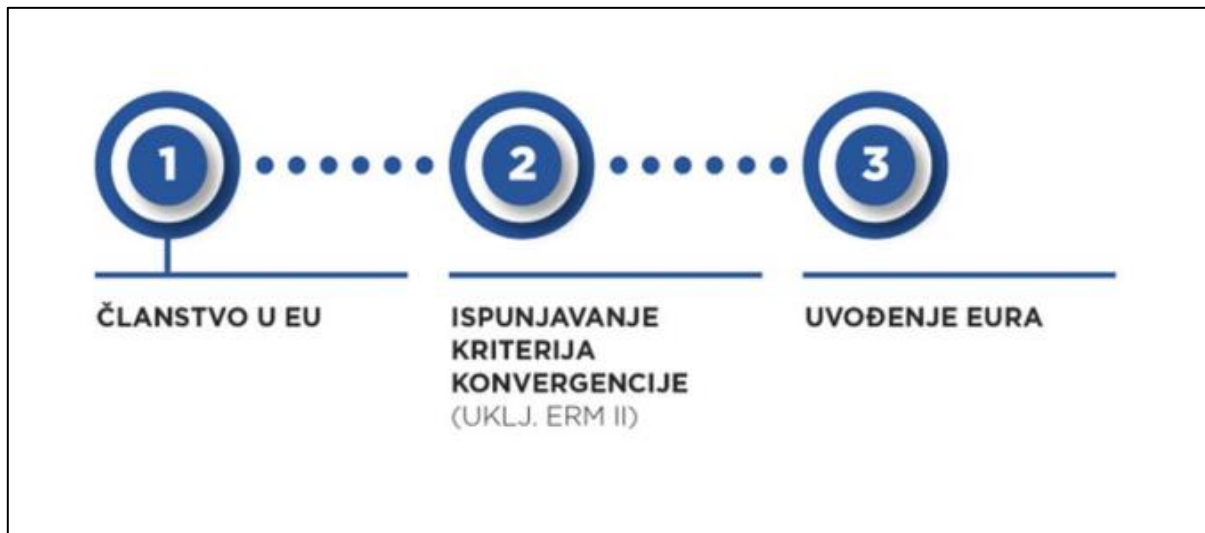 1
2
3
ČLANSTVO U EU
ISPUNJAVANJE
KRITERIJA
KONVERGENCIJE
(UKLJ. ERM II)
UVOĐENJE EURA